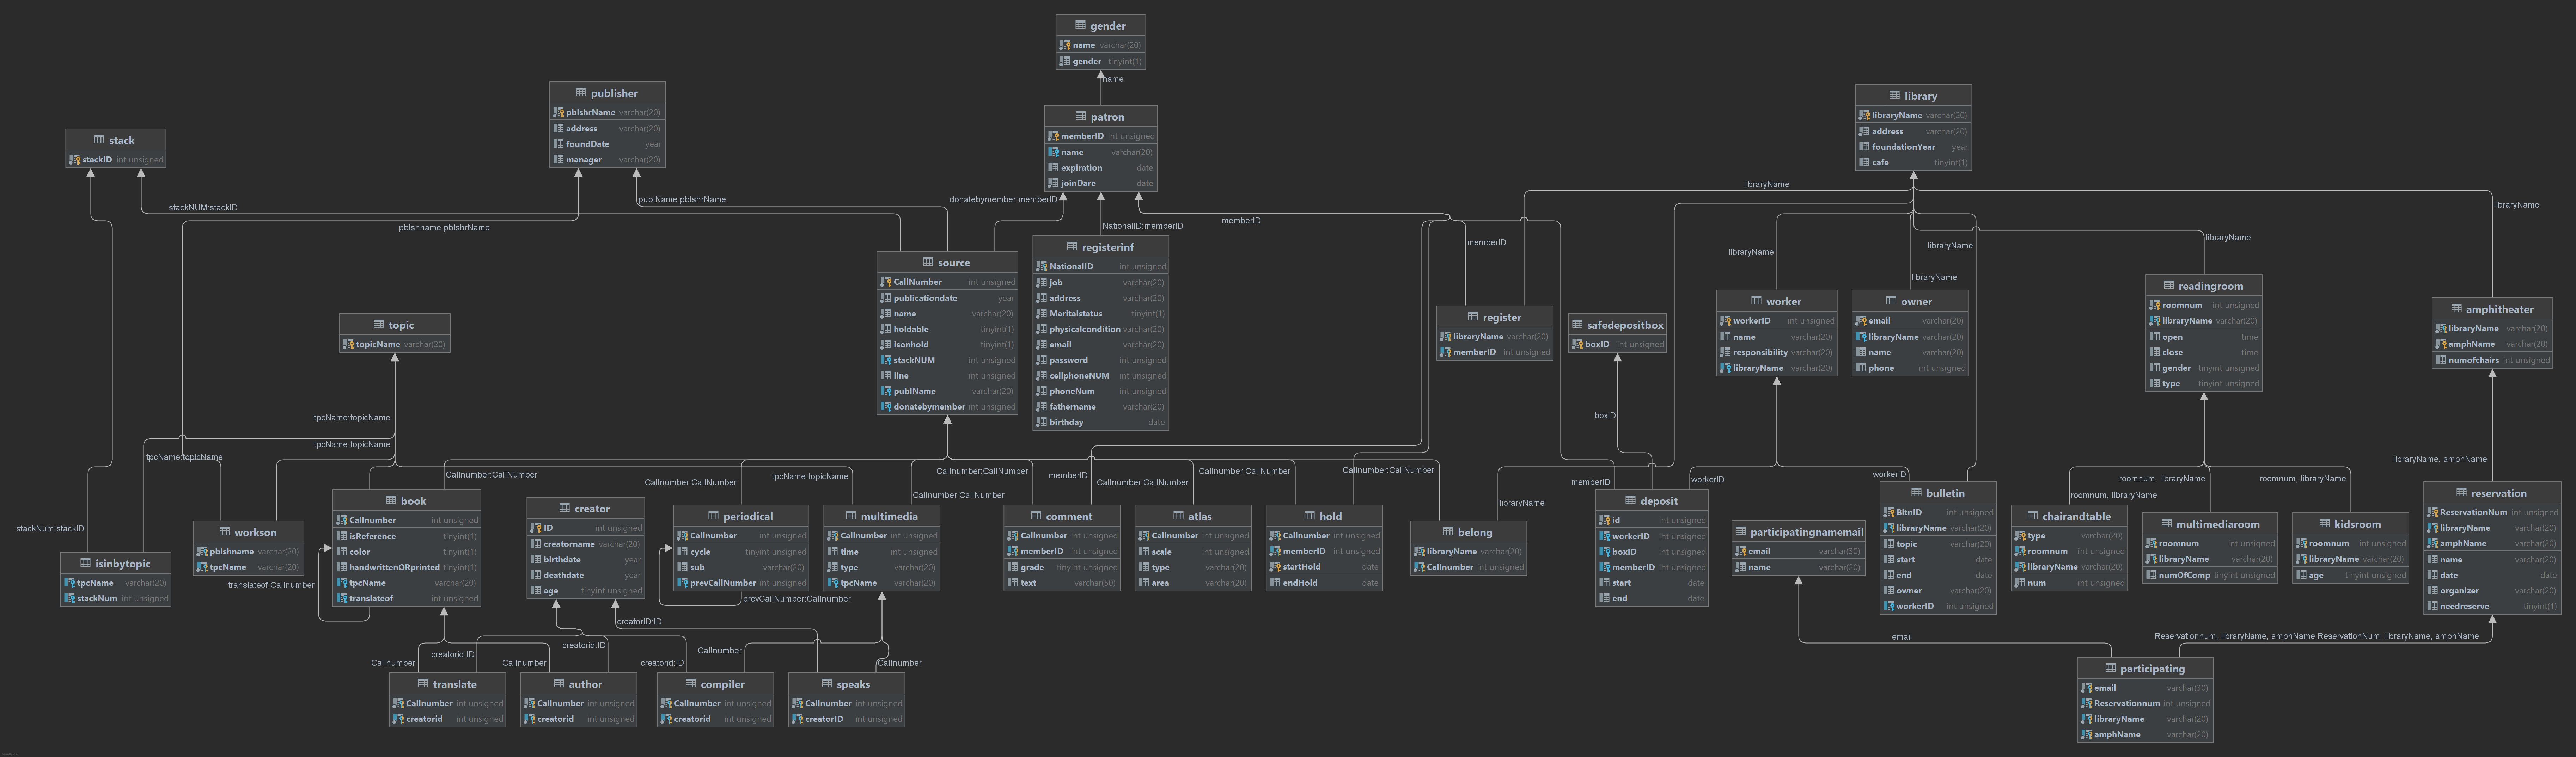 gender
name varchar(20)
gender tinyint(1)
name
publisher
pblshrName varchar(20)
address varchar(20)
foundDate year
manager varchar(20)
library
libraryName varchar(20)
address varchar(20)
foundationYear year
cafe tinyint(1)
patron
memberID int unsigned
name varchar(20)
expiration date
joinDare date
stack
stackID int unsigned
stackNUM:stackID
publName:pblshrName
donatebymember:memberID
pblshname:pblshrName
NationalID:memberID
memberID
memberID
libraryName
libraryName
libraryName
libraryName
libraryName
libraryName
source
CallNumber int unsigned
publicationdate year
name varchar(20)
holdable tinyint(1)
isonhold tinyint(1)
stackNUM int unsigned
line int unsigned
publName varchar(20)
donatebymember int unsigned
registerinf
NationalID int unsigned
job varchar(20)
address varchar(20)
Maritalstatus tinyint(1)
physicalcondition varchar(20)
email varchar(20)
password int unsigned
cellphoneNUM int unsigned
phoneNum int unsigned
fathername varchar(20)
birthday date
register
libraryName varchar(20)
memberID int unsigned
safedepositbox
boxID int unsigned
worker
workerID int unsigned
name varchar(20)
responsibility varchar(20)
libraryName varchar(20)
owner
email varchar(20)
libraryName varchar(20)
name varchar(20)
phone int unsigned
readingroom
roomnum int unsigned
libraryName varchar(20)
open time
close time
gender tinyint unsigned
type tinyint unsigned
amphitheater
libraryName varchar(20)
amphName varchar(20)
numofchairs int unsigned
topic
topicName varchar(20)
tpcName:topicName
tpcName:topicName
tpcName:topicName
tpcName:topicName
stackNum:stackID
Callnumber:CallNumber
Callnumber:CallNumber
Callnumber:CallNumber
Callnumber:CallNumber
Callnumber:CallNumber
Callnumber:CallNumber
Callnumber:CallNumber
memberID
boxID
libraryName
memberID
workerID
workerID
roomnum, libraryName
roomnum, libraryName
roomnum, libraryName
libraryName, amphName
isinbytopic
tpcName varchar(20)
stackNum int unsigned
workson
pblshname varchar(20)
tpcName varchar(20)
translateof:Callnumber
book
Callnumber int unsigned
isReference tinyint(1)
color tinyint(1)
handwrittenORprinted tinyint(1)
tpcName varchar(20)
translateof int unsigned
creator
ID int unsigned
creatorname varchar(20)
birthdate year
deathdate year
age tinyint unsigned
periodical
Callnumber int unsigned
cycle tinyint unsigned
sub varchar(20)
prevCallNumber int unsigned
prevCallNumber:Callnumber
multimedia
Callnumber int unsigned
time int unsigned
type varchar(20)
tpcName varchar(20)
comment
Callnumber int unsigned
memberID int unsigned
grade tinyint unsigned
text varchar(50)
atlas
Callnumber int unsigned
scale int unsigned
type varchar(20)
area varchar(20)
hold
Callnumber int unsigned
memberID int unsigned
startHold date
endHold date
belong
libraryName varchar(20)
Callnumber int unsigned
deposit
id int unsigned
workerID int unsigned
boxID int unsigned
memberID int unsigned
start date
end date
participatingnamemail
email varchar(30)
name varchar(20)
bulletin
BltnID int unsigned
libraryName varchar(20)
topic varchar(20)
start date
end date
owner varchar(20)
workerID int unsigned
chairandtable
type varchar(20)
roomnum int unsigned
libraryName varchar(20)
num int unsigned
multimediaroom
roomnum int unsigned
libraryName varchar(20)
numOfComp tinyint unsigned
kidsroom
roomnum int unsigned
libraryName varchar(20)
age tinyint unsigned
reservation
ReservationNum int unsigned
libraryName varchar(20)
amphName varchar(20)
name varchar(20)
date date
organizer varchar(20)
needreserve tinyint(1)
Callnumber
creatorid:ID
Callnumber
creatorid:ID
creatorid:ID
Callnumber
creatorID:ID
Callnumber
email
Reservationnum, libraryName, amphName:ReservationNum, libraryName, amphName
translate
Callnumber int unsigned
creatorid int unsigned
author
Callnumber int unsigned
creatorid int unsigned
compiler
Callnumber int unsigned
creatorid int unsigned
speaks
Callnumber int unsigned
creatorID int unsigned
participating
email varchar(30)
Reservationnum int unsigned
libraryName varchar(20)
amphName varchar(20)